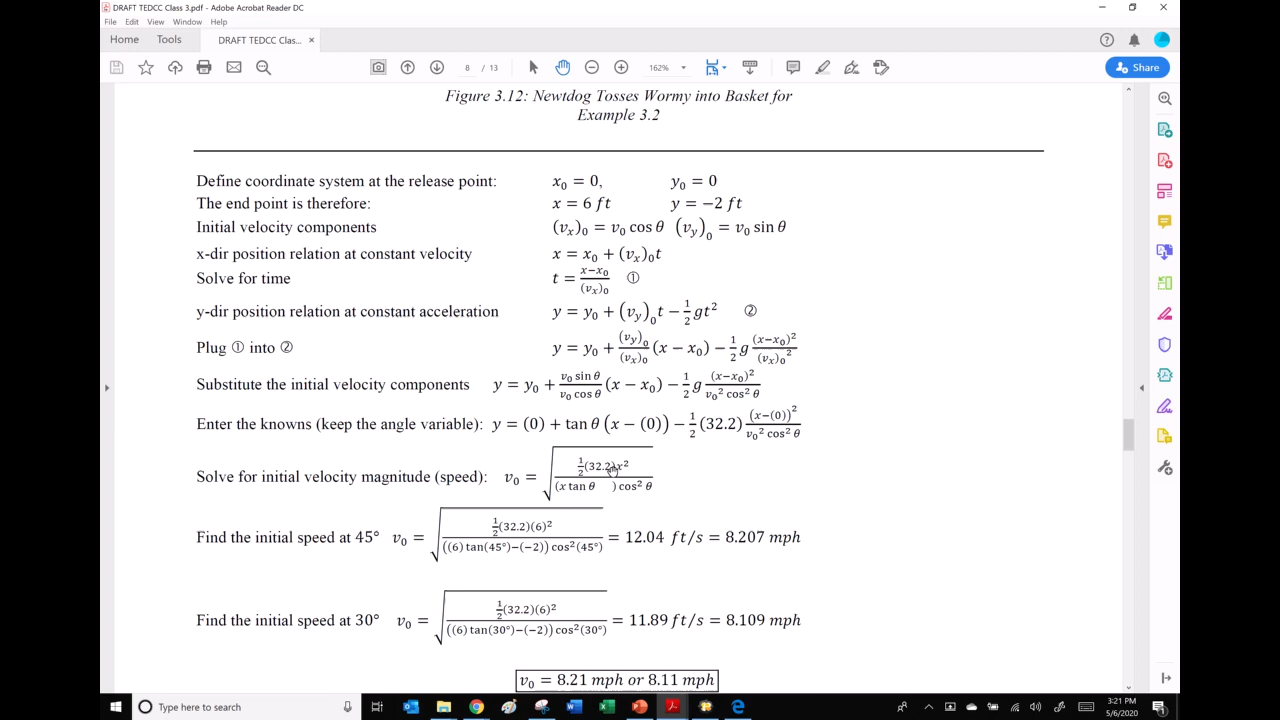 DRAFT TEDCC Class 3.pdf - Adobe Acrobat Reader DC
File Edit View Window Help
Home Tools DRAFT TEDCC Clas... ×
8 / 13 162% Share
Figure 3.12: Newtdog Tosses Wormy into Basket for
Example 3.2
Define coordinate system at the release point: x₀ = 0, y₀ = 0
The end point is therefore: x = 6 ft y = −2 ft
Initial velocity components (vₓ)₀ = v₀ cos θ (v_y)₀ = v₀ sin θ
x-dir position relation at constant velocity x = x₀ + (vₓ)₀t
Solve for time t = (x−x₀)/(vₓ)₀ ①
y-dir position relation at constant acceleration y = y₀ + (v_y)₀t − ½gt² ②
Plug ① into ② y = y₀ + (v_y)₀/(vₓ)₀ (x − x₀) − ½g (x−x₀)²/(vₓ)₀²
Substitute the initial velocity components y = y₀ + (v₀ sin θ)/(v₀ cos θ) (x − x₀) − ½g (x−x₀)²/(v₀² cos² θ)
Enter the knowns (keep the angle variable): y = (0) + tan θ (x − (0)) − ½(32.2) (x−(0))²/(v₀² cos² θ)
Solve for initial velocity magnitude (speed): v₀ = √(½(32.2)x²/((x tan θ ) cos² θ))
Find the initial speed at 45° v₀ = √(½(32.2)(6)²/(((6) tan(45°)−(−2)) cos²(45°))) = 12.04 ft/s = 8.207 mph
Find the initial speed at 30° v₀ = √(½(32.2)(6)²/(((6) tan(30°)−(−2)) cos²(30°))) = 11.89 ft/s = 8.109 mph
v₀ = 8.21 mph or 8.11 mph
Type here to search
3:21 PM
5/6/2020